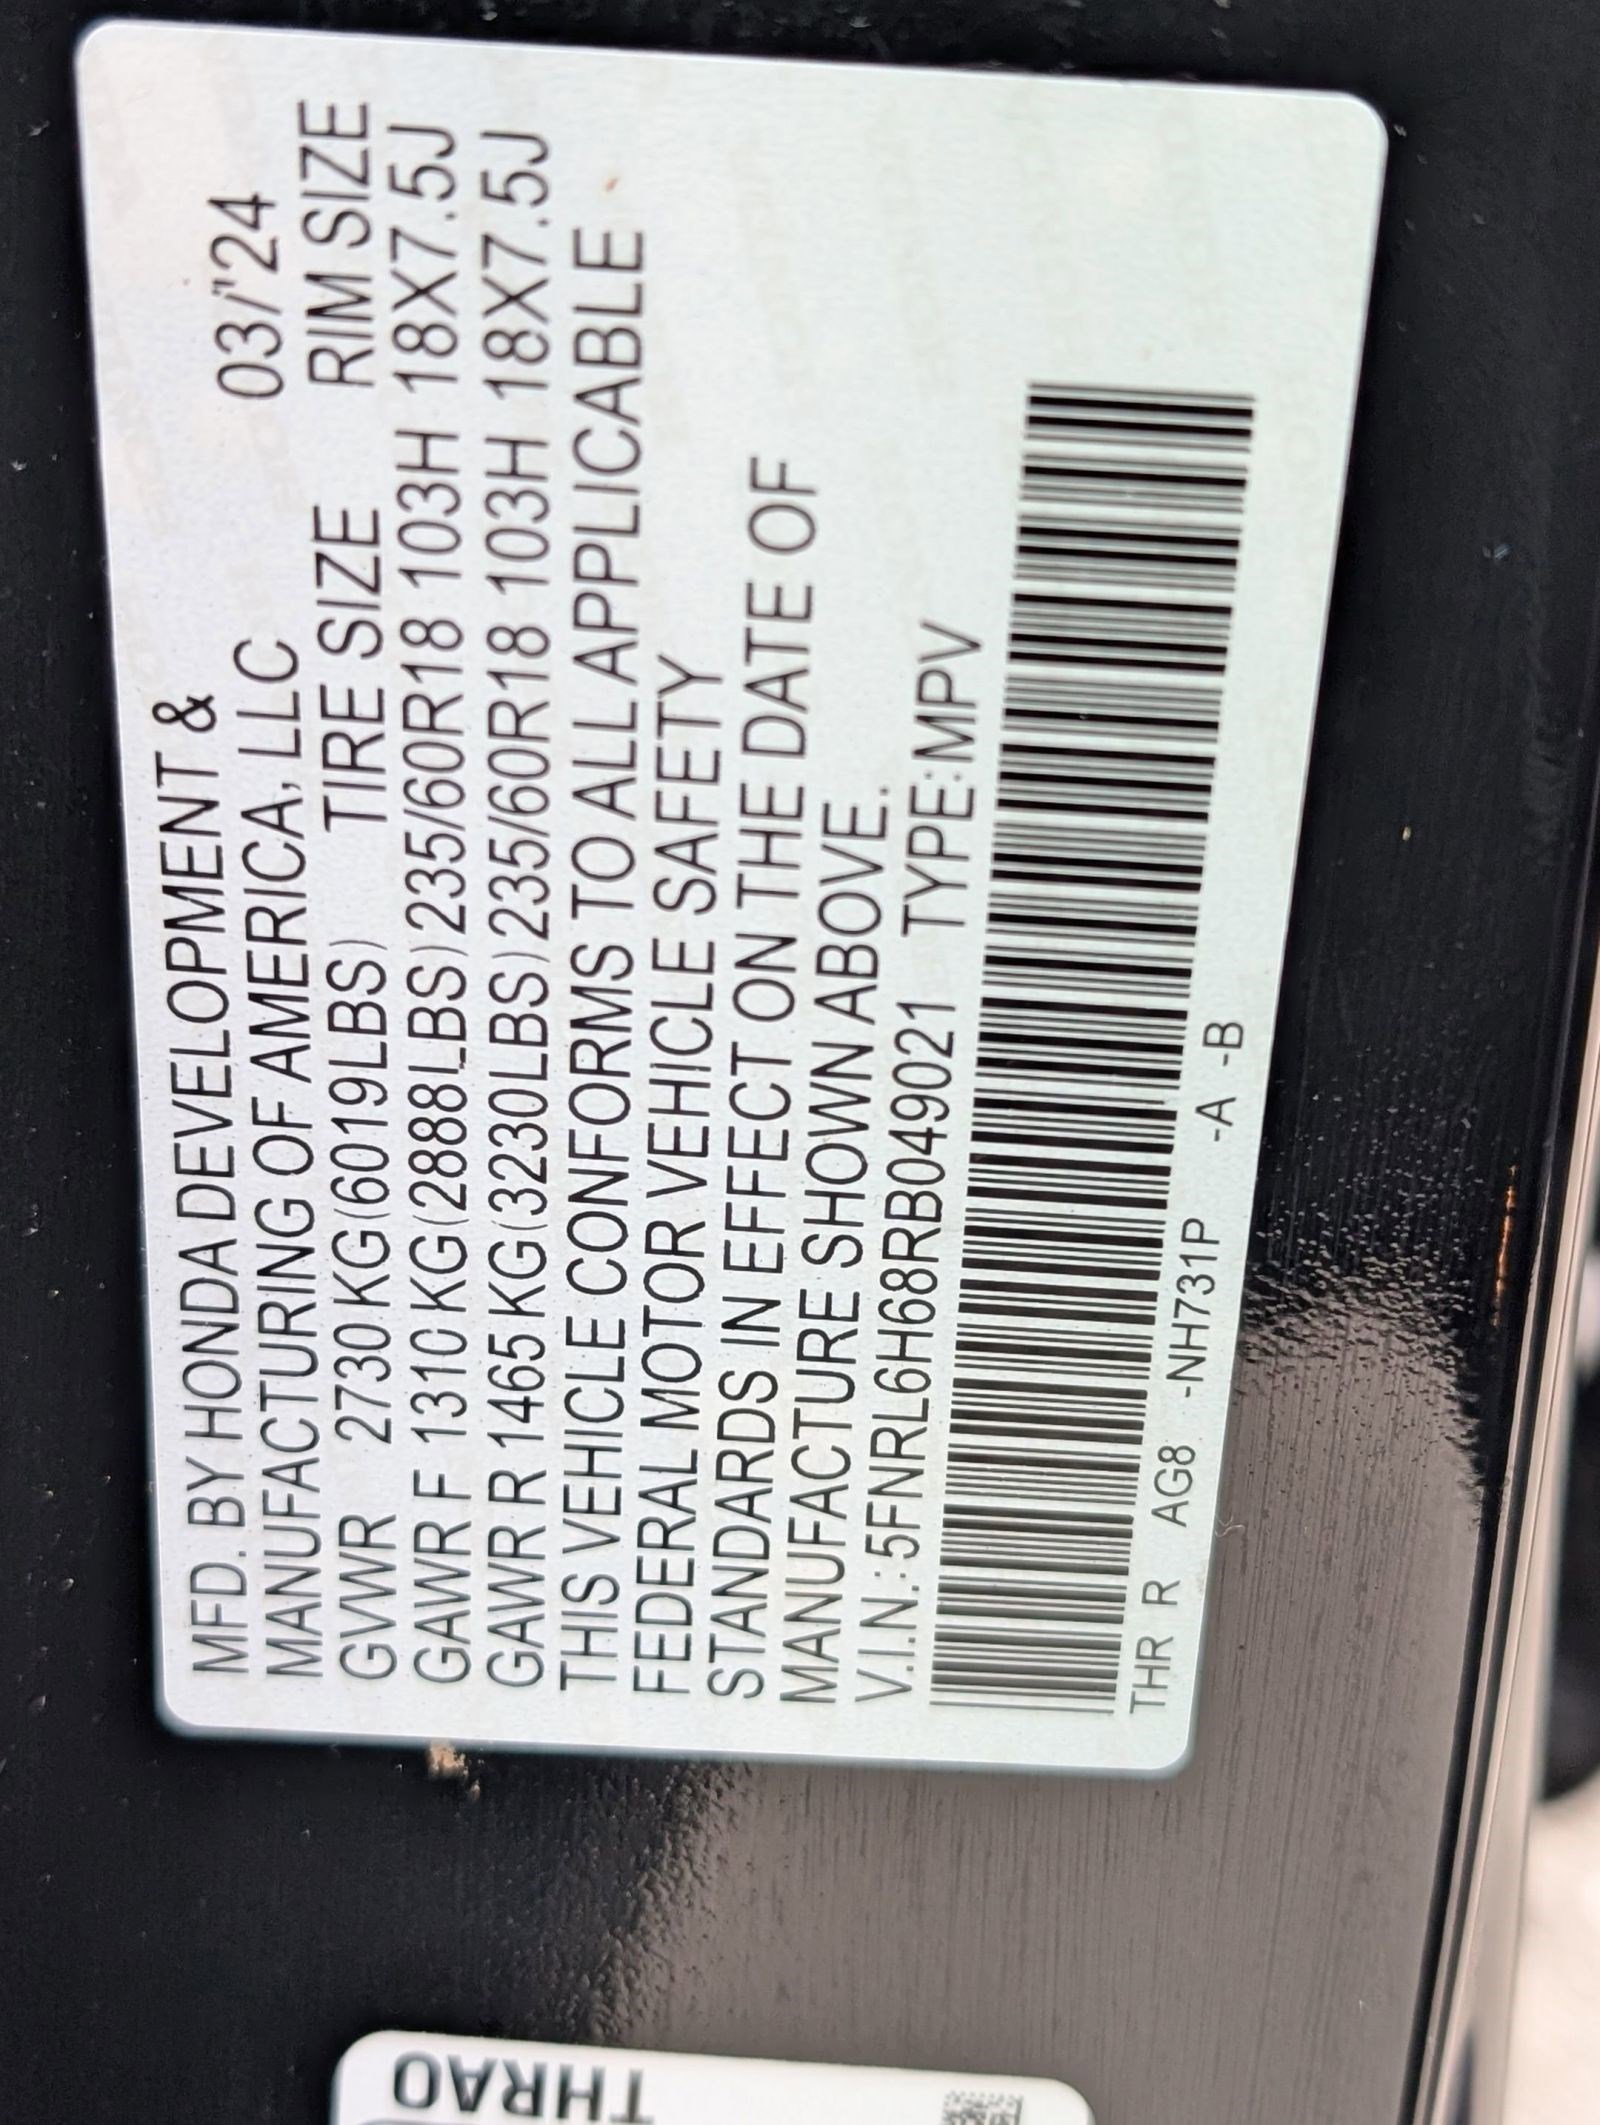 MFD. BY HONDA DEVELOPMENT &
MANUFACTURING OF AMERICA, LLC 03/'24
GVWR 2730 KG(6019LBS) TIRE SIZE RIM SIZE
GAWR F 1310 KG(2888LBS) 235/60R18 103H 18X7.5J
GAWR R 1465 KG(3230LBS) 235/60R18 103H 18X7.5J
THIS VEHICLE CONFORMS TO ALL APPLICABLE
FEDERAL MOTOR VEHICLE SAFETY
STANDARDS IN EFFECT ON THE DATE OF
MANUFACTURE SHOWN ABOVE.
V.I.N.:5FNRL6H68RB049021 TYPE:MPV
THR R AG8 -NH731P -A -B
THRAO